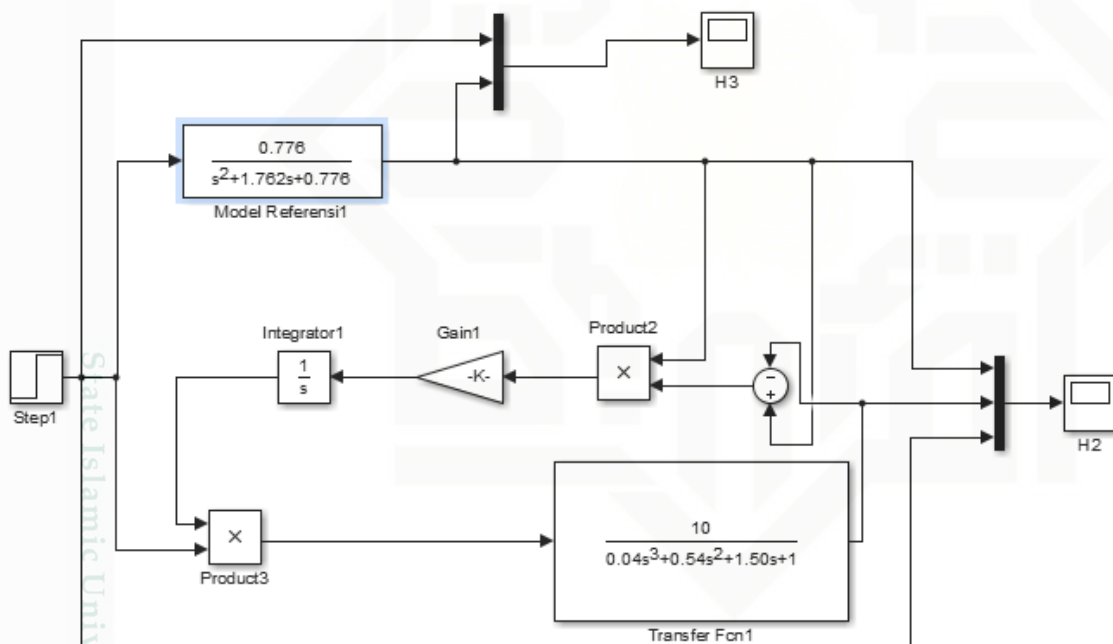 H3
0.776
s²+1.762s+0.776
Model Referensi1
Integrator1
Gain1
Product2
1
s
-K-
×
−
+
Step1
H2
×
Product3
10
0.04s³+0.54s²+1.50s+1
Transfer Fcn1
State Islamic Univ